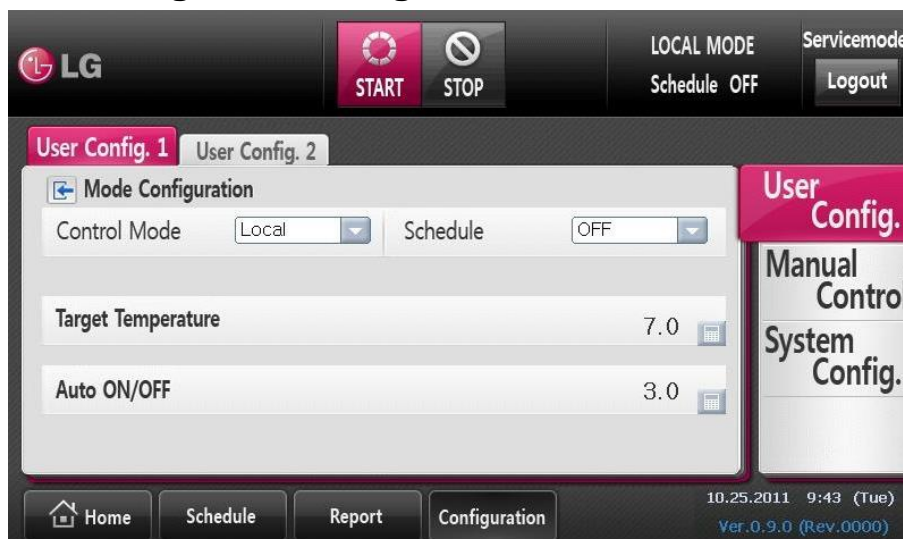 LG
START
STOP
LOCAL MODE
Schedule OFF
Servicemode
Logout
User Config. 1
User Config. 2
Mode Configuration
Control Mode
Local
Schedule
OFF
Target Temperature
7.0
Auto ON/OFF
3.0
User
Config.
Manual
Control
System
Config.
Home
Schedule
Report
Configuration
10.25.2011 9:43 (Tue)
Ver.0.9.0 (Rev.0000)